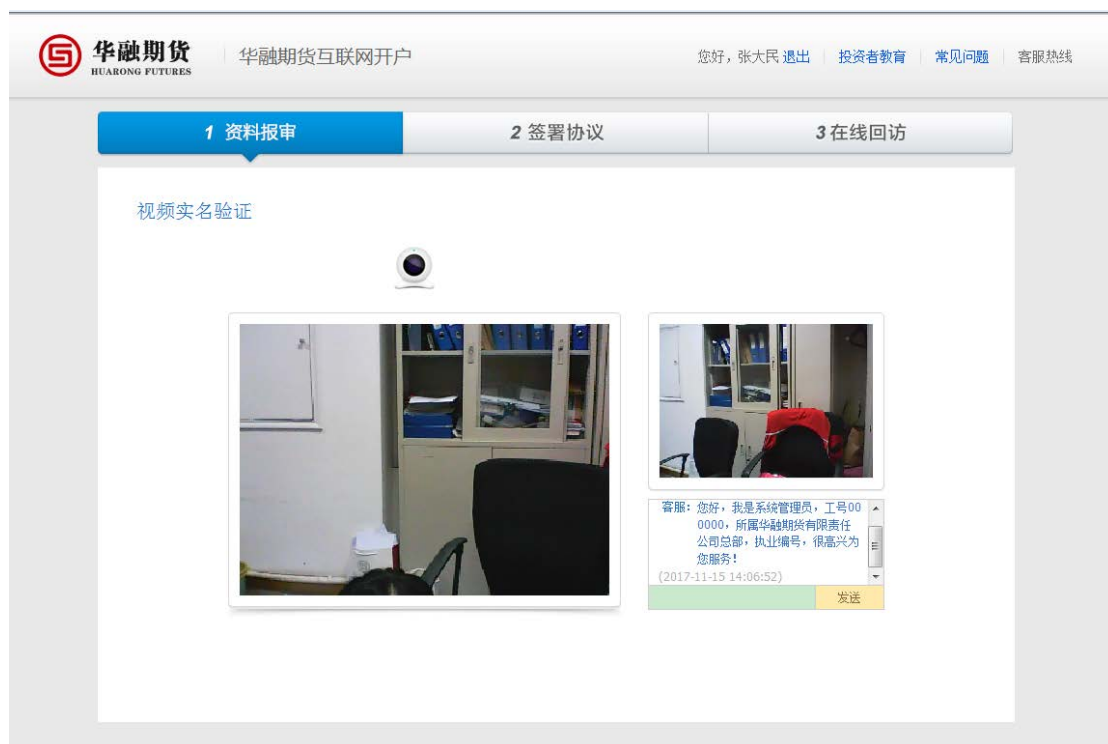 华融期货
HUARONG FUTURES
华融期货互联网开户
您好，张大民 退出
投资者教育
常见问题
客服热线
1 资料报审
2 签署协议
3 在线回访
视频实名验证
客服：您好，我是系统管理员，工号00
0000，所属华融期货有限责任
公司总部，执业编号，很高兴为
您服务！
(2017-11-15 14:06:52)
发送